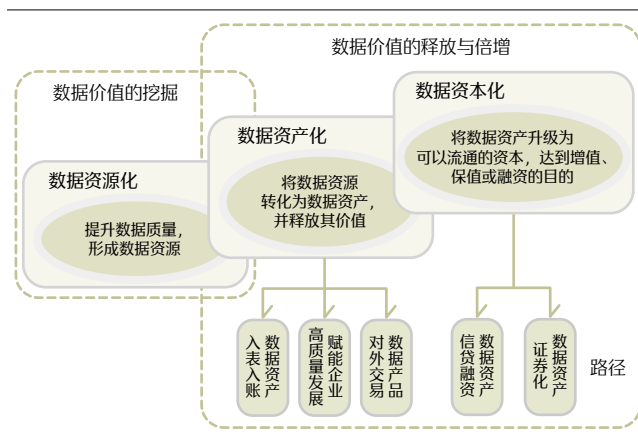 数据价值的释放与倍增
数据价值的挖掘
数据资本化
将数据资产升级为
可以流通的资本，达到增值、
保值或融资的目的
数据资产化
将数据资源
转化为数据资产，
并释放其价值
数据资源化
提升数据质量，
形成数据资源
数据资产
入表入账
赋能企业
高质量发展
数据产品
对外交易
数据资产
信贷融资
数据资产
证券化
路径